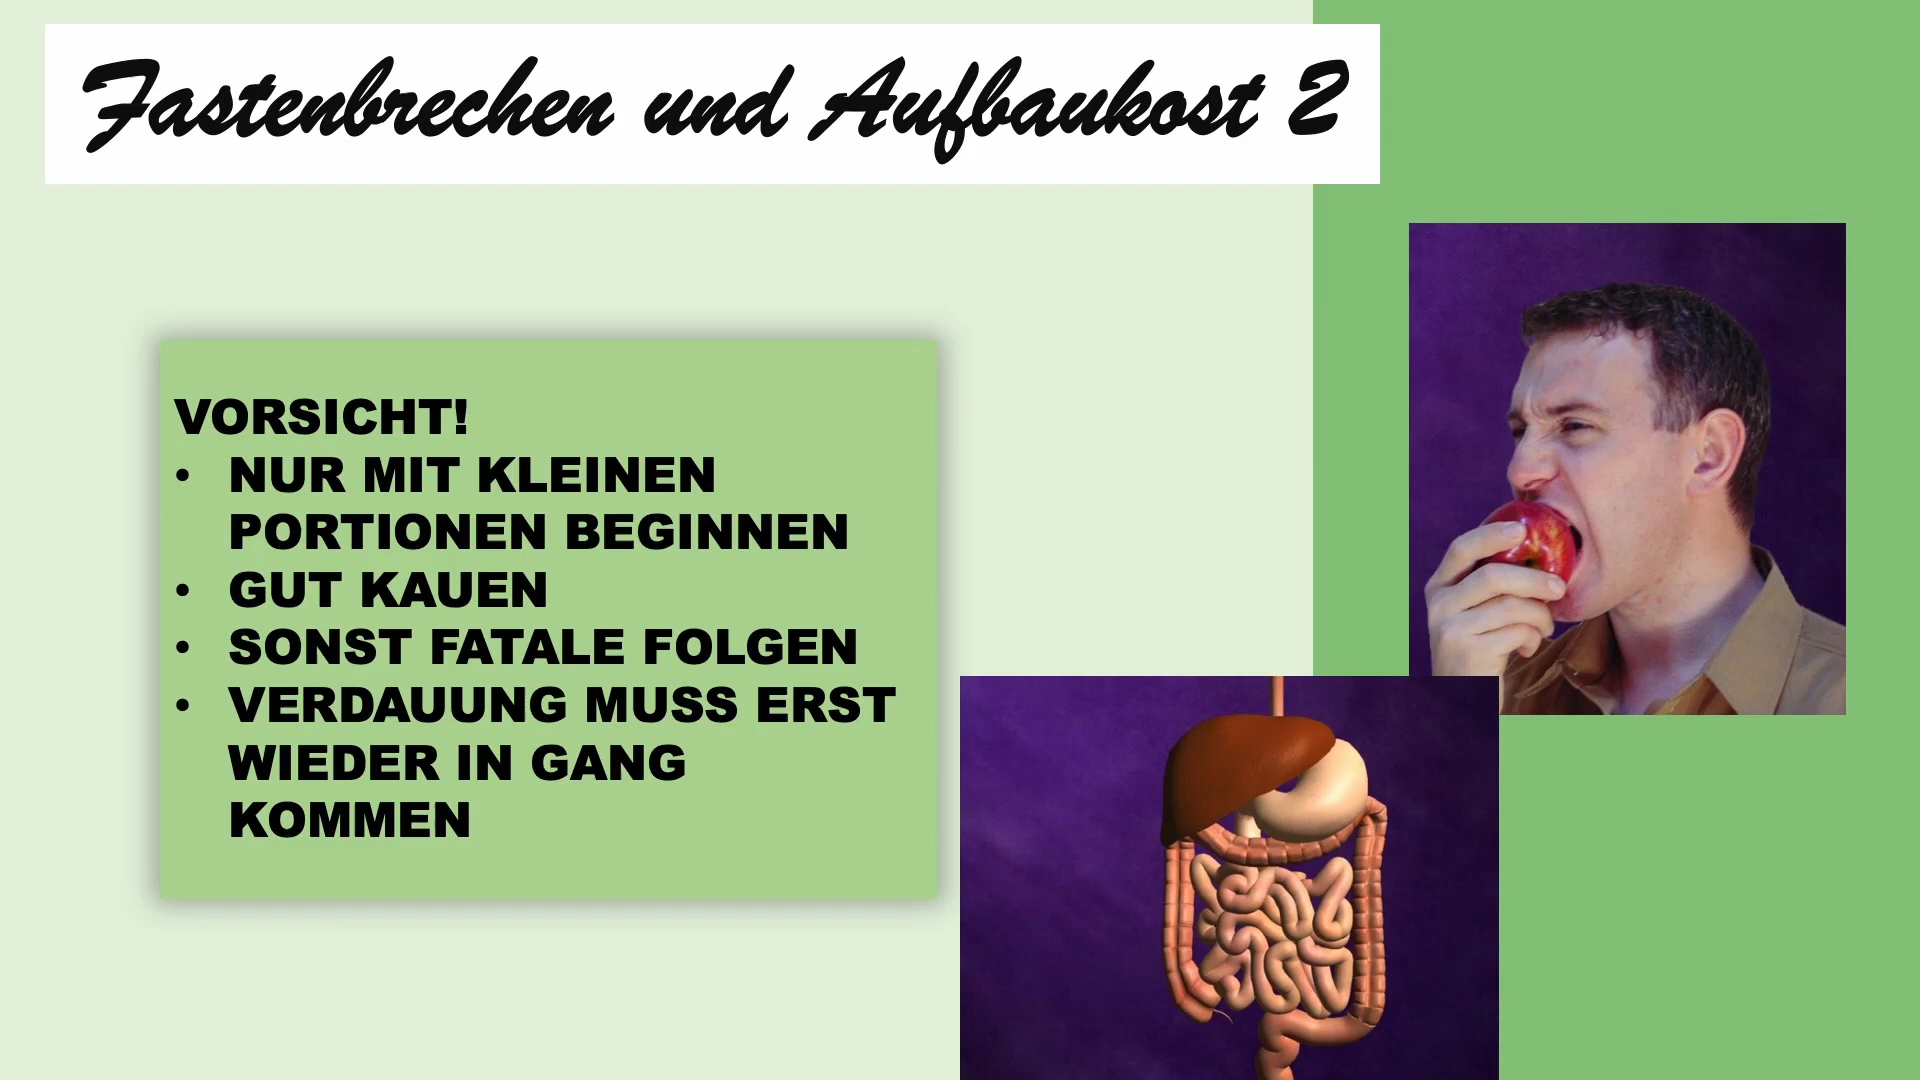 Fastenbrechen und Aufbaukost 2
VORSICHT!
• NUR MIT KLEINEN
PORTIONEN BEGINNEN
• GUT KAUEN
• SONST FATALE FOLGEN
• VERDAUUNG MUSS ERST
WIEDER IN GANG
KOMMEN